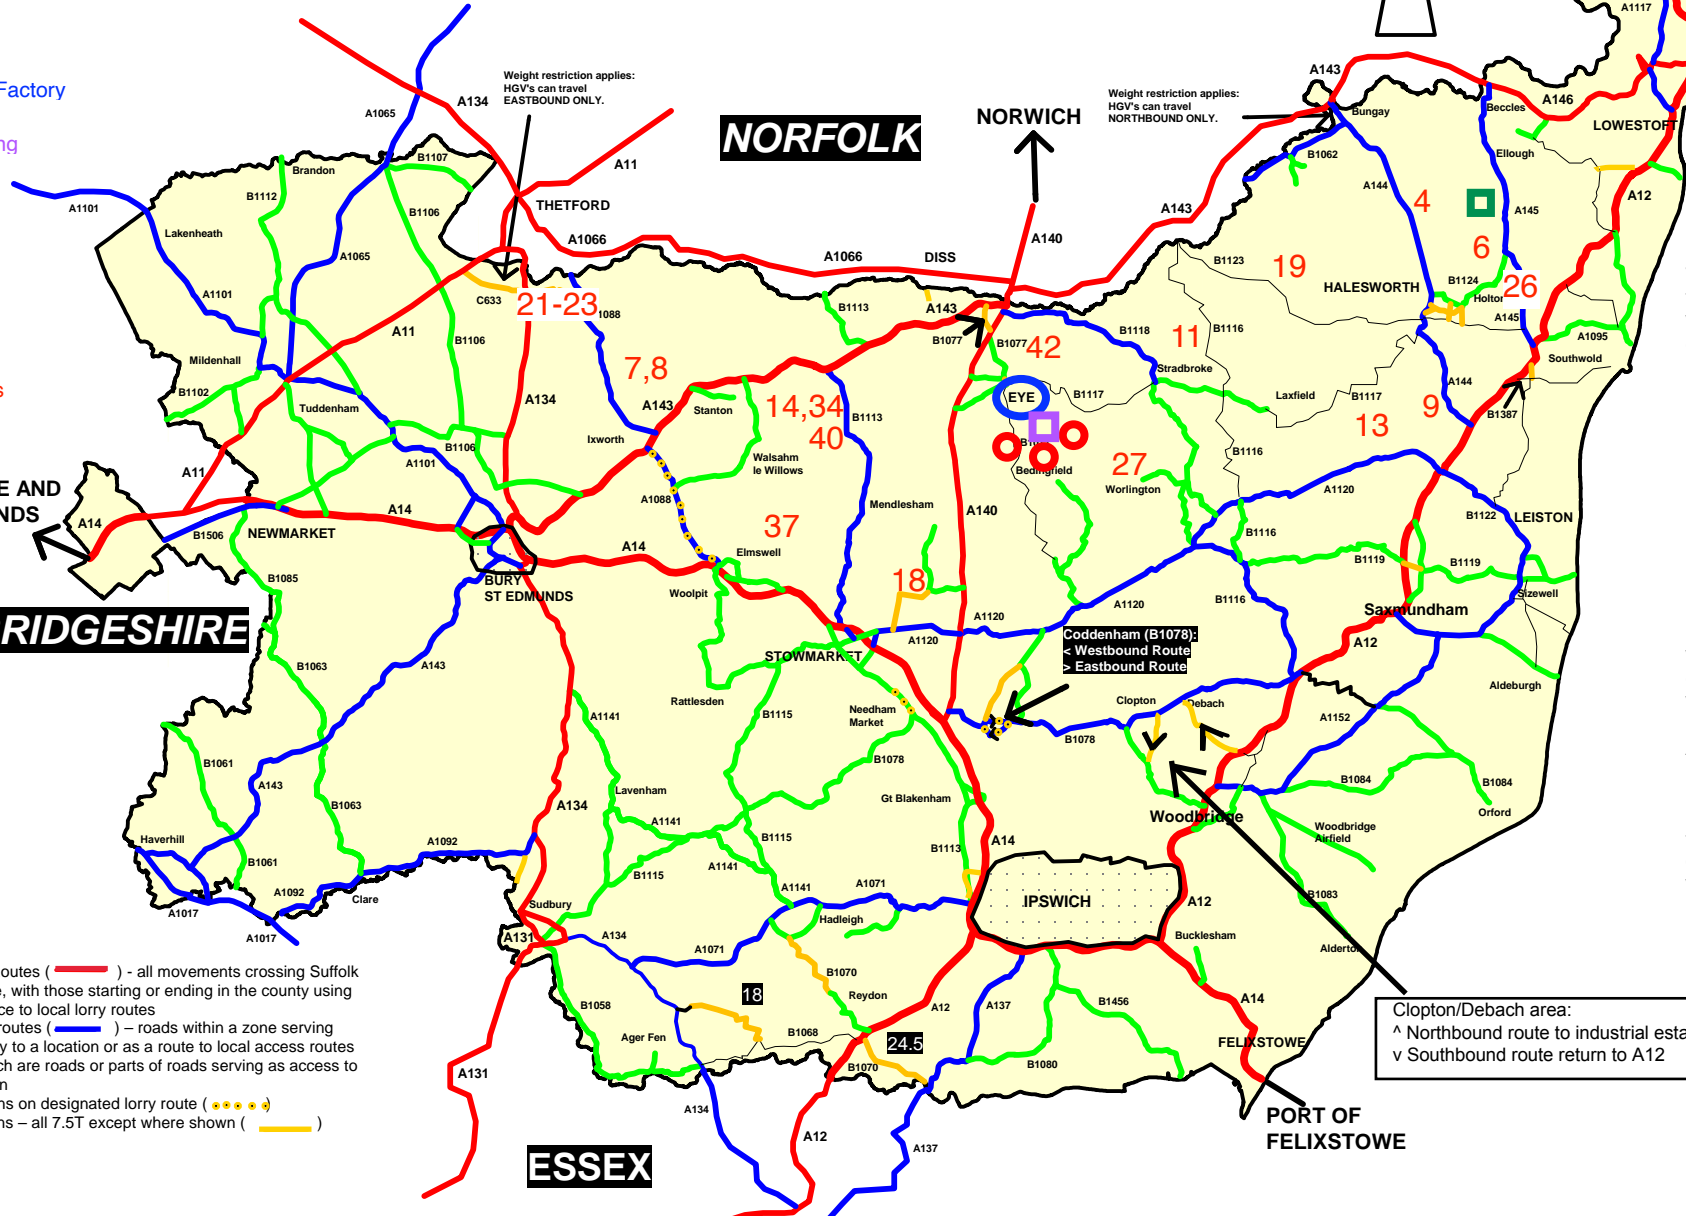 Factory
ng
s
Weight restriction applies:
HGV's can travel
EASTBOUND ONLY.
NORFOLK
NORWICH
Weight restriction applies:
HGV's can travel
NORTHBOUND ONLY.
A1117
A143
A146
Beccles
Bungay
LOWESTOFT
A134
A1065
B1107
A11
Brandon
B1112
B1106
THETFORD
A1101
Lakenheath
A1065
A1066
A1066
DISS
A140
A143
B1062
A144
4
Ellough
A145
A12
6
B1123
19
HALESWORTH
B1124
Holton
26
A145
A1101
A11
C633
21-23
1088
B1113
A143
B1077
B1077
42
B1118
11
B1116
Stradbroke
A1095
Southwold
Mildenhall
B1106
B1102
Tuddenham
A134
7,8
A143
Stanton
14,34
40
B1113
EYE
B1117
Laxfield
B1117
A144
9
B1387
13
B1106
A1101
Ixworth
Walsahm
le Willows
Bedingfield
27
Worlington
B1116
A11
A14
E AND
NDS
B1506
NEWMARKET
A14
A1088
37
Mendlesham
A140
A1120
B1122
LEISTON
A14
Elmswell
BURY
ST EDMUNDS
Woolpit
18
B1116
B1119
B1119
Sizewell
B1085
RIDGESHIRE
B1063
A143
STOWMARKET
A1120
A1120
A1120
B1116
Saxmundham
A12
Coddenham (B1078):
< Westbound Route
> Eastbound Route
Aldeburgh
Rattlesden
A1141
B1115
Needham
Market
Clopton
Debach
A1152
B1078
B1061
A143
B1063
B1078
B1084
B1084
Orford
Lavenham
A134
Gt Blakenham
Woodbridge
Woodbridge
Airfield
Haverhill
A1092
A1141
B1115
A14
B1113
B1061
A1092
Clare
B1115
A1141
A1141
A1071
IPSWICH
A12
B1083
A1017
A1017
Sudbury
A131
A134
A1071
Hadleigh
Bucklesham
Alderton
outes ( ) - all movements crossing Suffolk
e, with those starting or ending in the county using
ce to local lorry routes
routes ( ) – roads within a zone serving
y to a location or as a route to local access routes
ch are roads or parts of roads serving as access to
n
ns on designated lorry route ( )
ns – all 7.5T except where shown ( )
B1058
18
B1070
Reydon
A12
A137
B1456
A14
Ager Fen
B1068
24.5
B1070
B1080
FELIXSTOWE
Clopton/Debach area:
^ Northbound route to industrial esta
v Southbound route return to A12
A131
A134
A12
A137
ESSEX
PORT OF
FELIXSTOWE